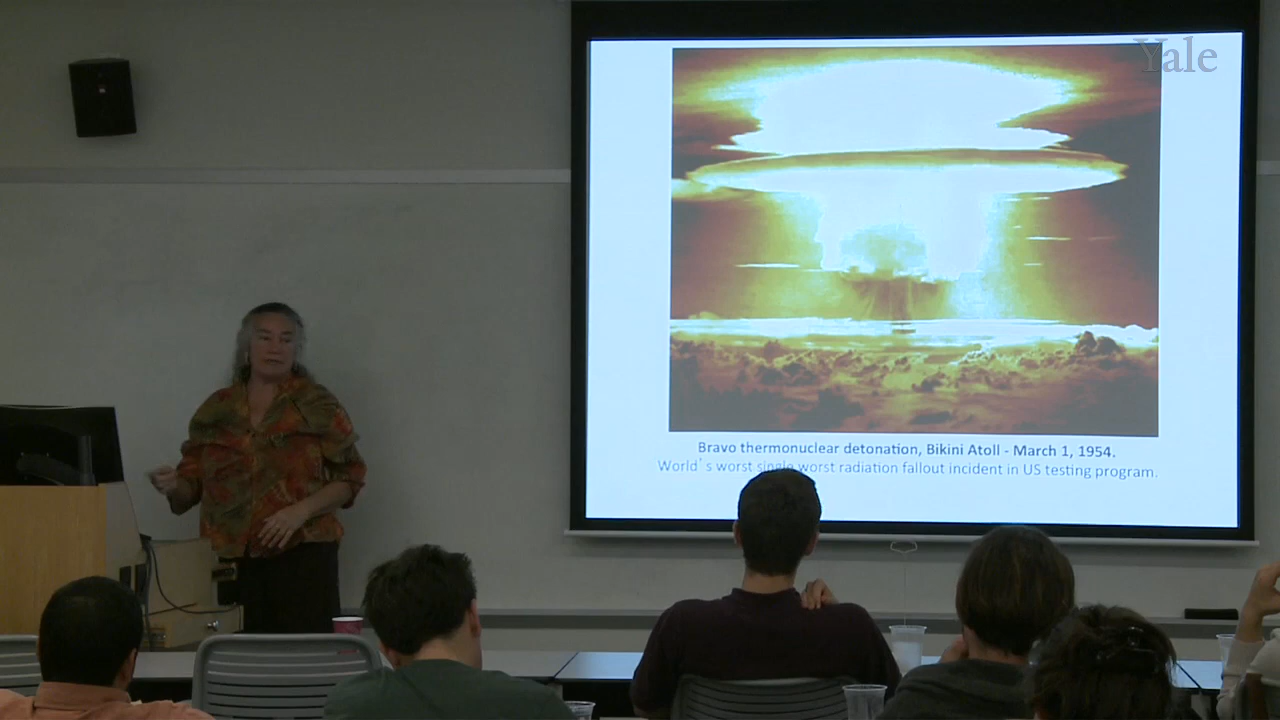 Yale
Bravo thermonuclear detonation, Bikini Atoll - March 1, 1954.
World's worst single worst radiation fallout incident in US testing program.